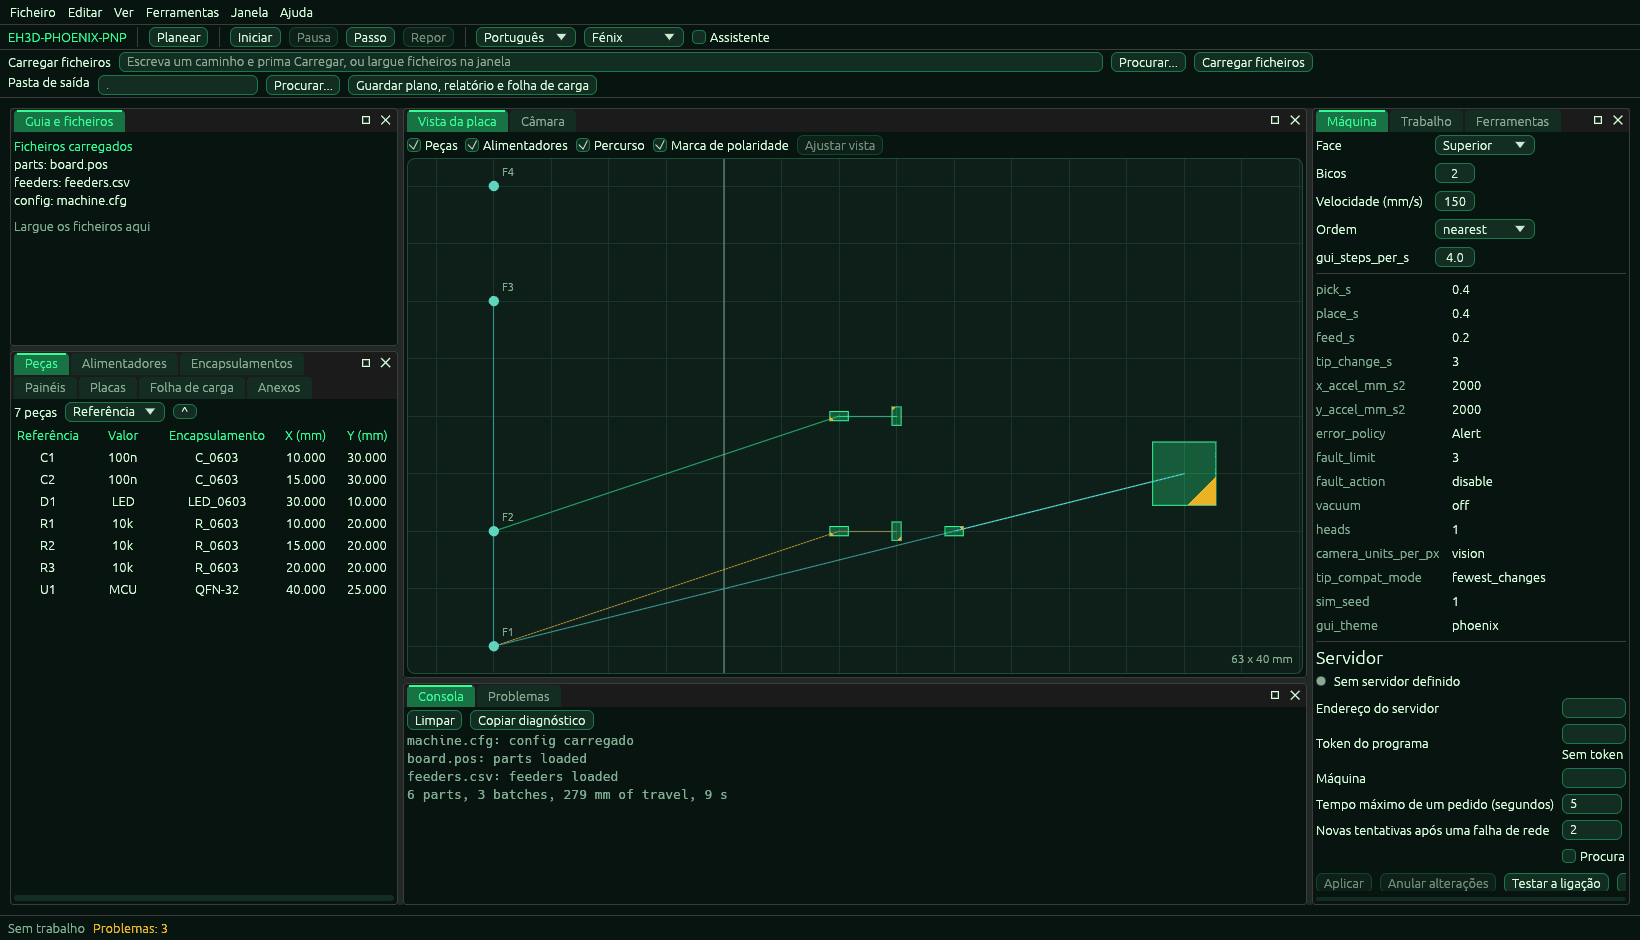 Ficheiro Editar Ver Ferramentas Janela Ajuda
EH3D-PHOENIX-PNP Planear Iniciar Pausa Passo Repor Português Fénix Assistente
Carregar ficheiros Escreva um caminho e prima Carregar, ou largue ficheiros na janela Procurar... Carregar ficheiros
Pasta de saída . Procurar... Guardar plano, relatório e folha de carga
Guia e ficheiros
Ficheiros carregados
parts: board.pos
feeders: feeders.csv
config: machine.cfg
Largue os ficheiros aqui
Peças Alimentadores Encapsulamentos
Painéis Placas Folha de carga Anexos
7 peças Referência ^
Referência Valor Encapsulamento X (mm) Y (mm)
C1 100n C_0603 10.000 30.000
C2 100n C_0603 15.000 30.000
D1 LED LED_0603 30.000 10.000
R1 10k R_0603 10.000 20.000
R2 10k R_0603 15.000 20.000
R3 10k R_0603 20.000 20.000
U1 MCU QFN-32 40.000 25.000
Vista da placa Câmara
Peças Alimentadores Percurso Marca de polaridade Ajustar vista
F4
F3
F2
F1
63 x 40 mm
Consola Problemas
Limpar Copiar diagnóstico
machine.cfg: config carregado
board.pos: parts loaded
feeders.csv: feeders loaded
6 parts, 3 batches, 279 mm of travel, 9 s
Máquina Trabalho Ferramentas
Face Superior
Bicos 2
Velocidade (mm/s) 150
Ordem nearest
gui_steps_per_s 4.0
pick_s 0.4
place_s 0.4
feed_s 0.2
tip_change_s 3
x_accel_mm_s2 2000
y_accel_mm_s2 2000
error_policy Alert
fault_limit 3
fault_action disable
vacuum off
heads 1
camera_units_per_px vision
tip_compat_mode fewest_changes
sim_seed 1
gui_theme phoenix
Servidor
Sem servidor definido
Endereço do servidor
Token do programa
Sem token
Máquina
Tempo máximo de um pedido (segundos) 5
Novas tentativas após uma falha de rede 2
Procura
Aplicar Anular alterações Testar a ligação
Sem trabalho Problemas: 3